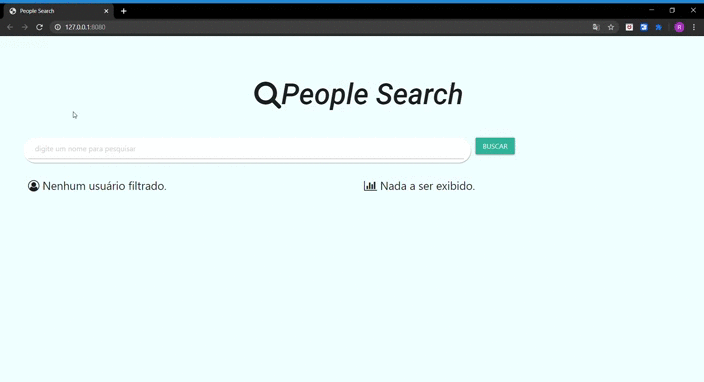 People Search
127.0.0.1:8080
R
People Search
digite um nome para pesquisar
BUSCAR
Nenhum usuário filtrado.
Nada a ser exibido.